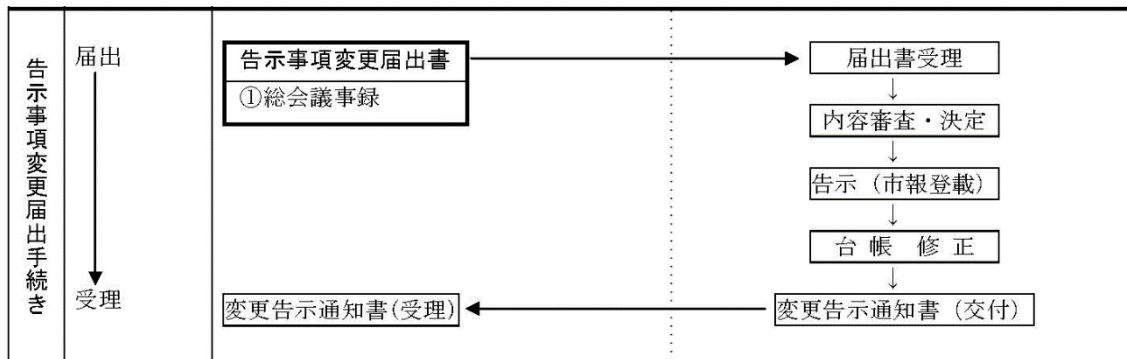 告示事項変更届出手続き
届出
受理
告示事項変更届出書
①総会議事録
変更告示通知書(受理)
届出書受理
内容審査・決定
告示（市報登載）
台帳 修正
変更告示通知書（交付）